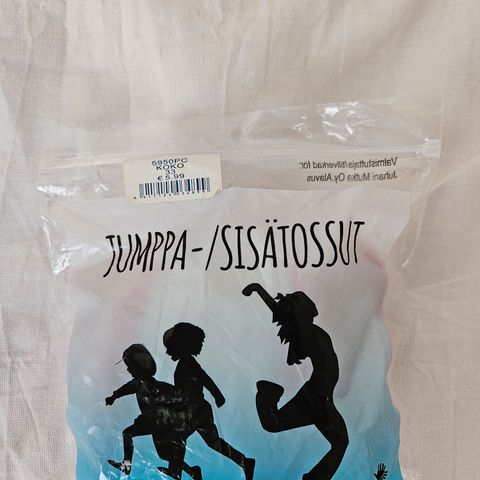 5950PC
KOKO
33
€ 5.99
Valmistuttaja/tillverkad för:
Juhani Mutka Oy Alavus
JUMPPA-/SISÄTOSSUT